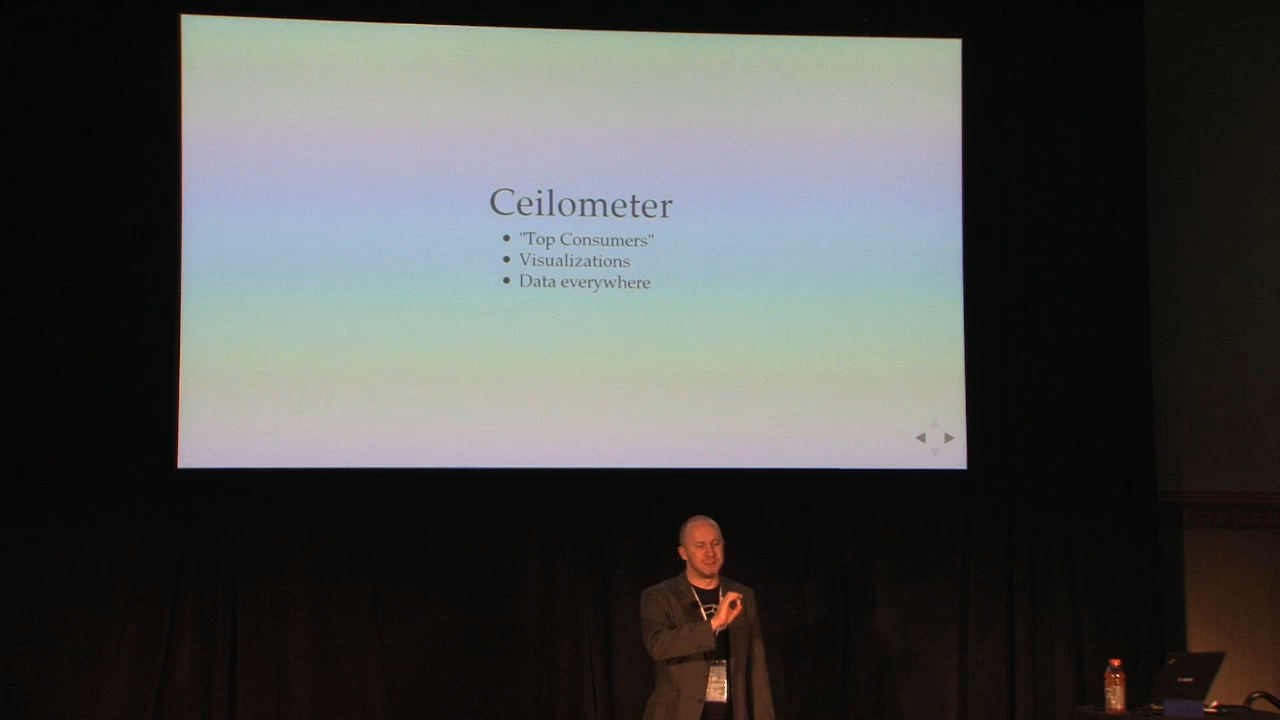 Ceilometer
• "Top Consumers"
• Visualizations
• Data everywhere